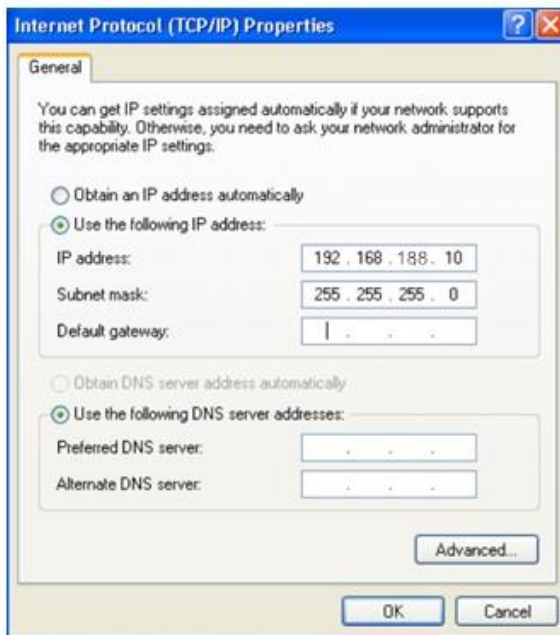 Internet Protocol (TCP/IP) Properties
General
You can get IP settings assigned automatically if your network supports
this capability. Otherwise, you need to ask your network administrator for
the appropriate IP settings.
Obtain an IP address automatically
Use the following IP address:
IP address: 192 . 168 . 188 . 10
Subnet mask: 255 . 255 . 255 . 0
Default gateway: . . .
Obtain DNS server address automatically
Use the following DNS server addresses:
Preferred DNS server: . . .
Alternate DNS server: . . .
Advanced...
OK Cancel